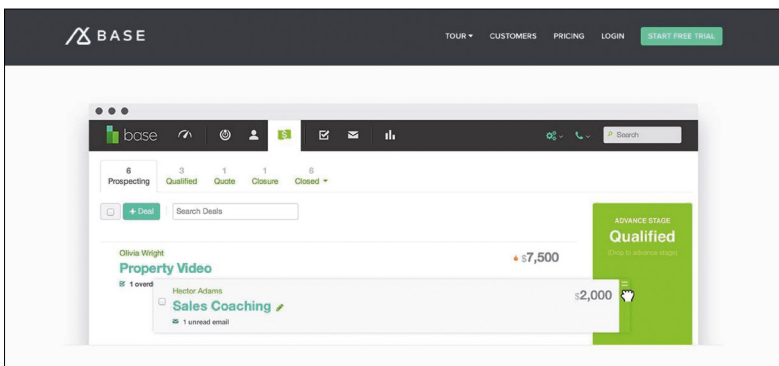 BASE
TOUR CUSTOMERS PRICING LOGIN START FREE TRIAL
base Search
6 3 1 1 6
Prospecting Qualified Quote Closure Closed
+ Deal Search Deals
ADVANCE STAGE
Qualified
(Drop to advance stage)
Olivia Wright
Property Video $7,500
1 overd
Hector Adams
Sales Coaching $2,000
1 unread email